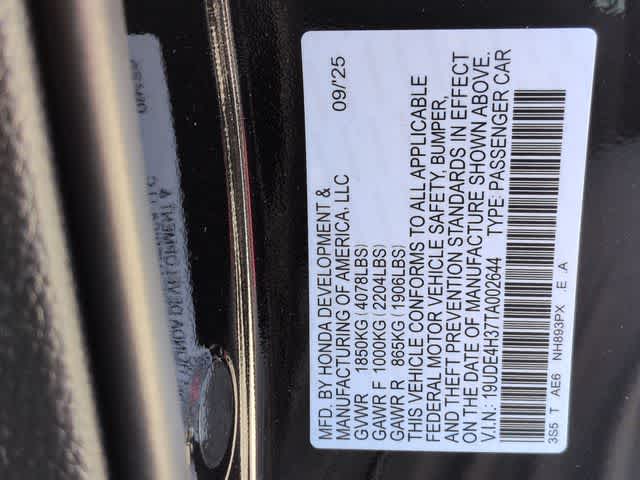 MFD. BY HONDA DEVELOPMENT &
MANUFACTURING OF AMERICA, LLC 09/'25
GVWR 1850KG (4078LBS)
GAWR F 1000KG (2204LBS)
GAWR R 865KG (1906LBS)
THIS VEHICLE CONFORMS TO ALL APPLICABLE
FEDERAL MOTOR VEHICLE SAFETY, BUMPER,
AND THEFT PREVENTION STANDARDS IN EFFECT
ON THE DATE OF MANUFACTURE SHOWN ABOVE.
V.I.N.: 19UDE4H377A002644 TYPE: PASSENGER CAR
3S5 T AE6 NH893PX .E .A